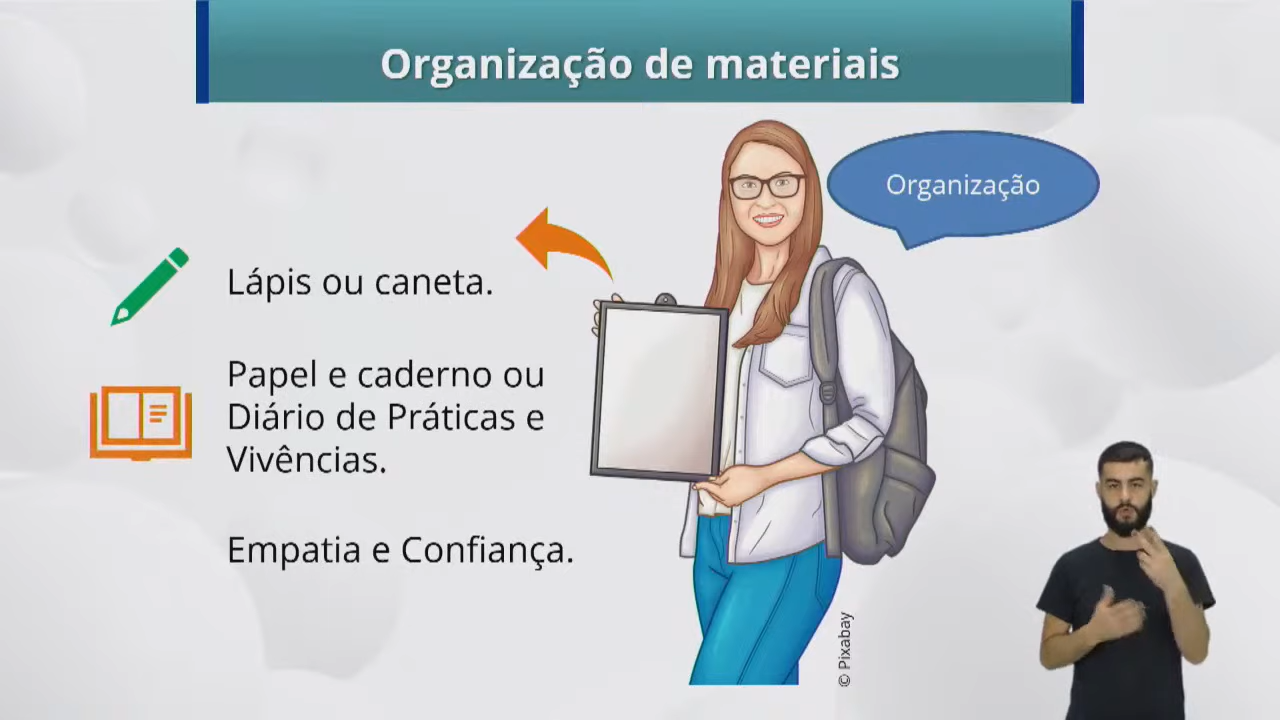 Organização de materiais
Organização
Lápis ou caneta.
Papel e caderno ou
Diário de Práticas e
Vivências.
Empatia e Confiança.
© Pixabay